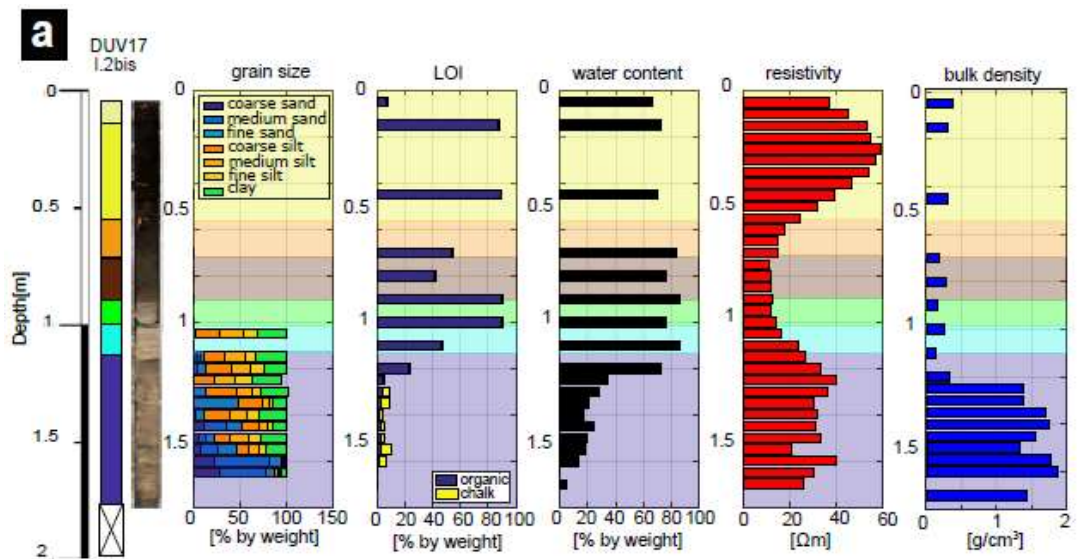 a
DUV17
I.2bis
grain size
LOI
water content
resistivity
bulk density
coarse sand
medium sand
fine sand
coarse silt
medium silt
fine silt
clay
organic
chalk
Depth[m]
0
0.5
1
1.5
2
0
0.5
1
1.5
0 50 100
[% by weight]
0
0.5
1
1.5
0 20 40 60 80 100
[% by weight]
0
0.5
1
1.5
0 20 40 60 80 100
[% by weight]
0
0.5
1
1.5
0 20 40 60
[Ωm]
0
0.5
1
1.5
0 1 2
[g/cm³]